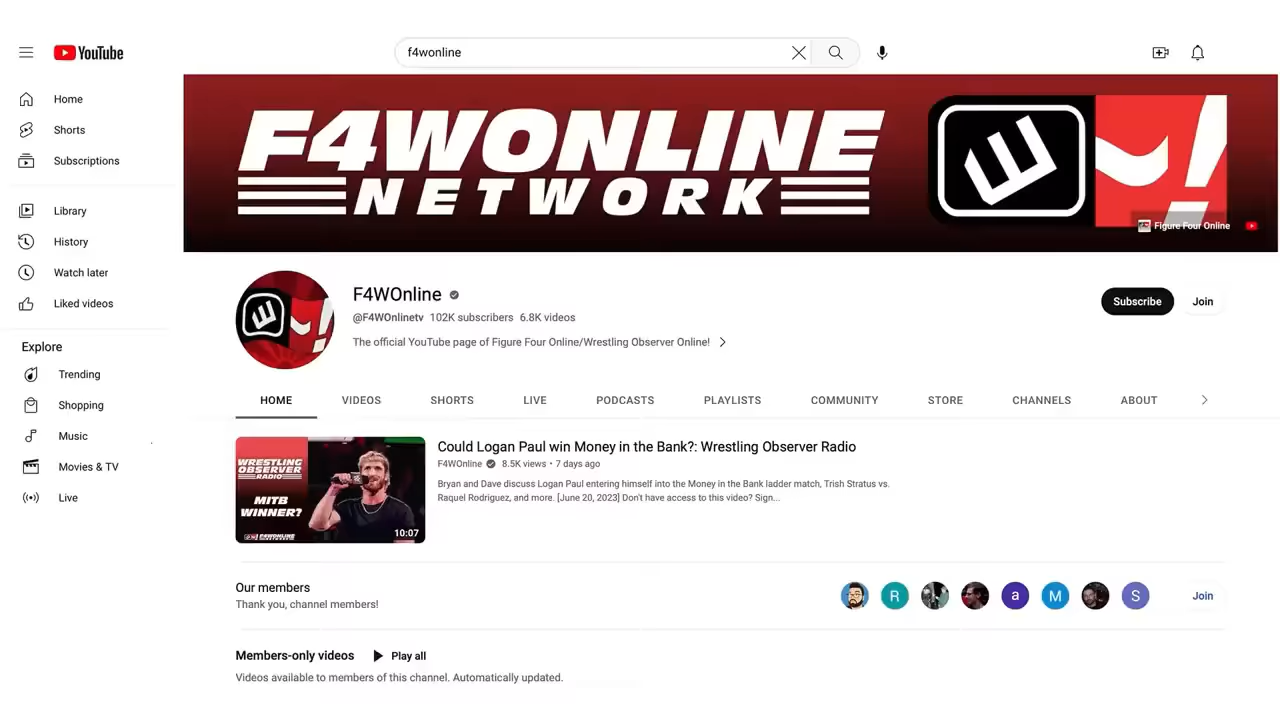 YouTube
f4wonline
Home
Shorts
Subscriptions
Library
History
Watch later
Liked videos
Explore
Trending
Shopping
Music
Movies & TV
Live
F4WONLINE
NETWORK
Figure Four Online
F4WOnline
@F4WOnlinetv 102K subscribers 6.8K videos
The official YouTube page of Figure Four Online/Wrestling Observer Online!
Subscribe
Join
HOME
VIDEOS
SHORTS
LIVE
PODCASTS
PLAYLISTS
COMMUNITY
STORE
CHANNELS
ABOUT
WRESTLING
OBSERVER
RADIO
MITB
WINNER?
F4WONLINE
10:07
Could Logan Paul win Money in the Bank?: Wrestling Observer Radio
F4WOnline 8.5K views • 7 days ago
Bryan and Dave discuss Logan Paul entering himself into the Money in the Bank ladder match, Trish Stratus vs.
Raquel Rodriguez, and more. [June 20, 2023] Don't have access to this video? Sign...
Our members
Thank you, channel members!
R
a
M
S
Join
Members-only videos
Play all
Videos available to members of this channel. Automatically updated.